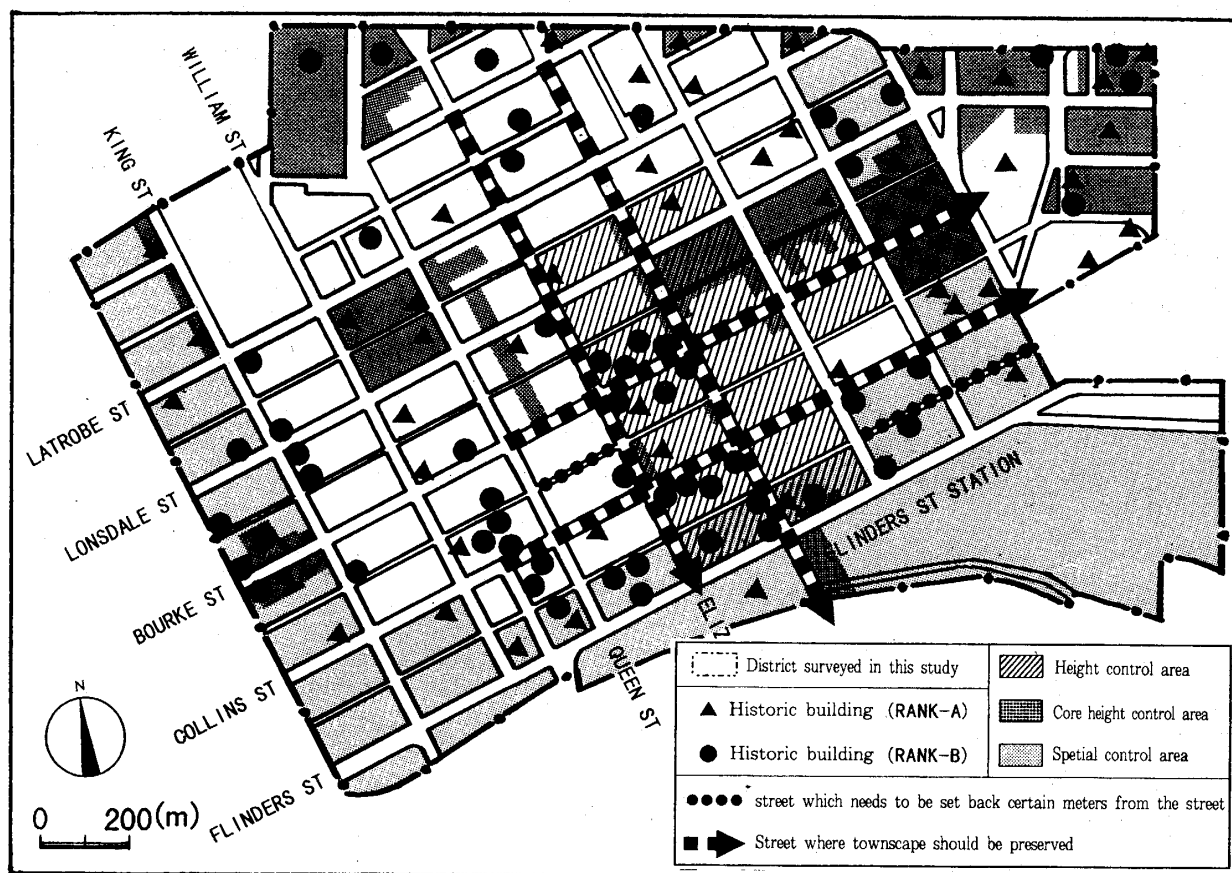 WILLIAM ST
KING ST
LATROBE ST
LONSDALE ST
BOURKE ST
COLLINS ST
FLINDERS ST
QUEEN ST
ELIZ
FLINDERS ST STATION
N
0 200(m)
District surveyed in this study
Historic building (RANK-A)
Historic building (RANK-B)
Height control area
Core height control area
Spetial control area
street which needs to be set back certain meters from the street
Street where townscape should be preserved